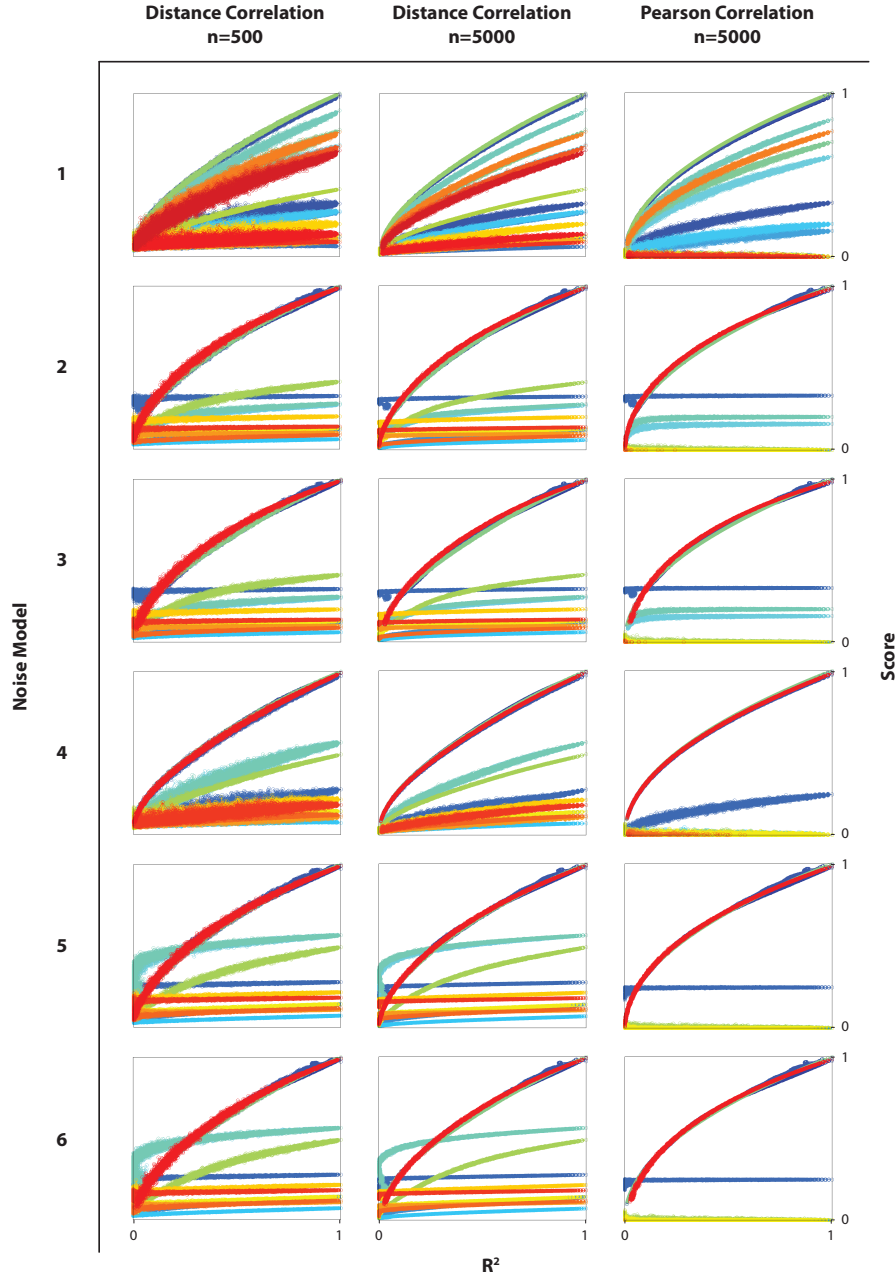 Distance Correlation
n=500
Distance Correlation
n=5000
Pearson Correlation
n=5000
Noise Model
Score
1
1
0
2
1
0
3
1
0
4
1
0
5
1
0
6
1
0
0 1
0 1
0 1
R²